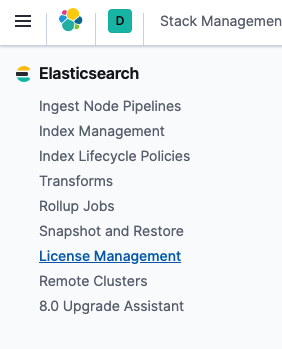 D
Stack Managemen
Elasticsearch
Ingest Node Pipelines
Index Management
Index Lifecycle Policies
Transforms
Rollup Jobs
Snapshot and Restore
License Management
Remote Clusters
8.0 Upgrade Assistant